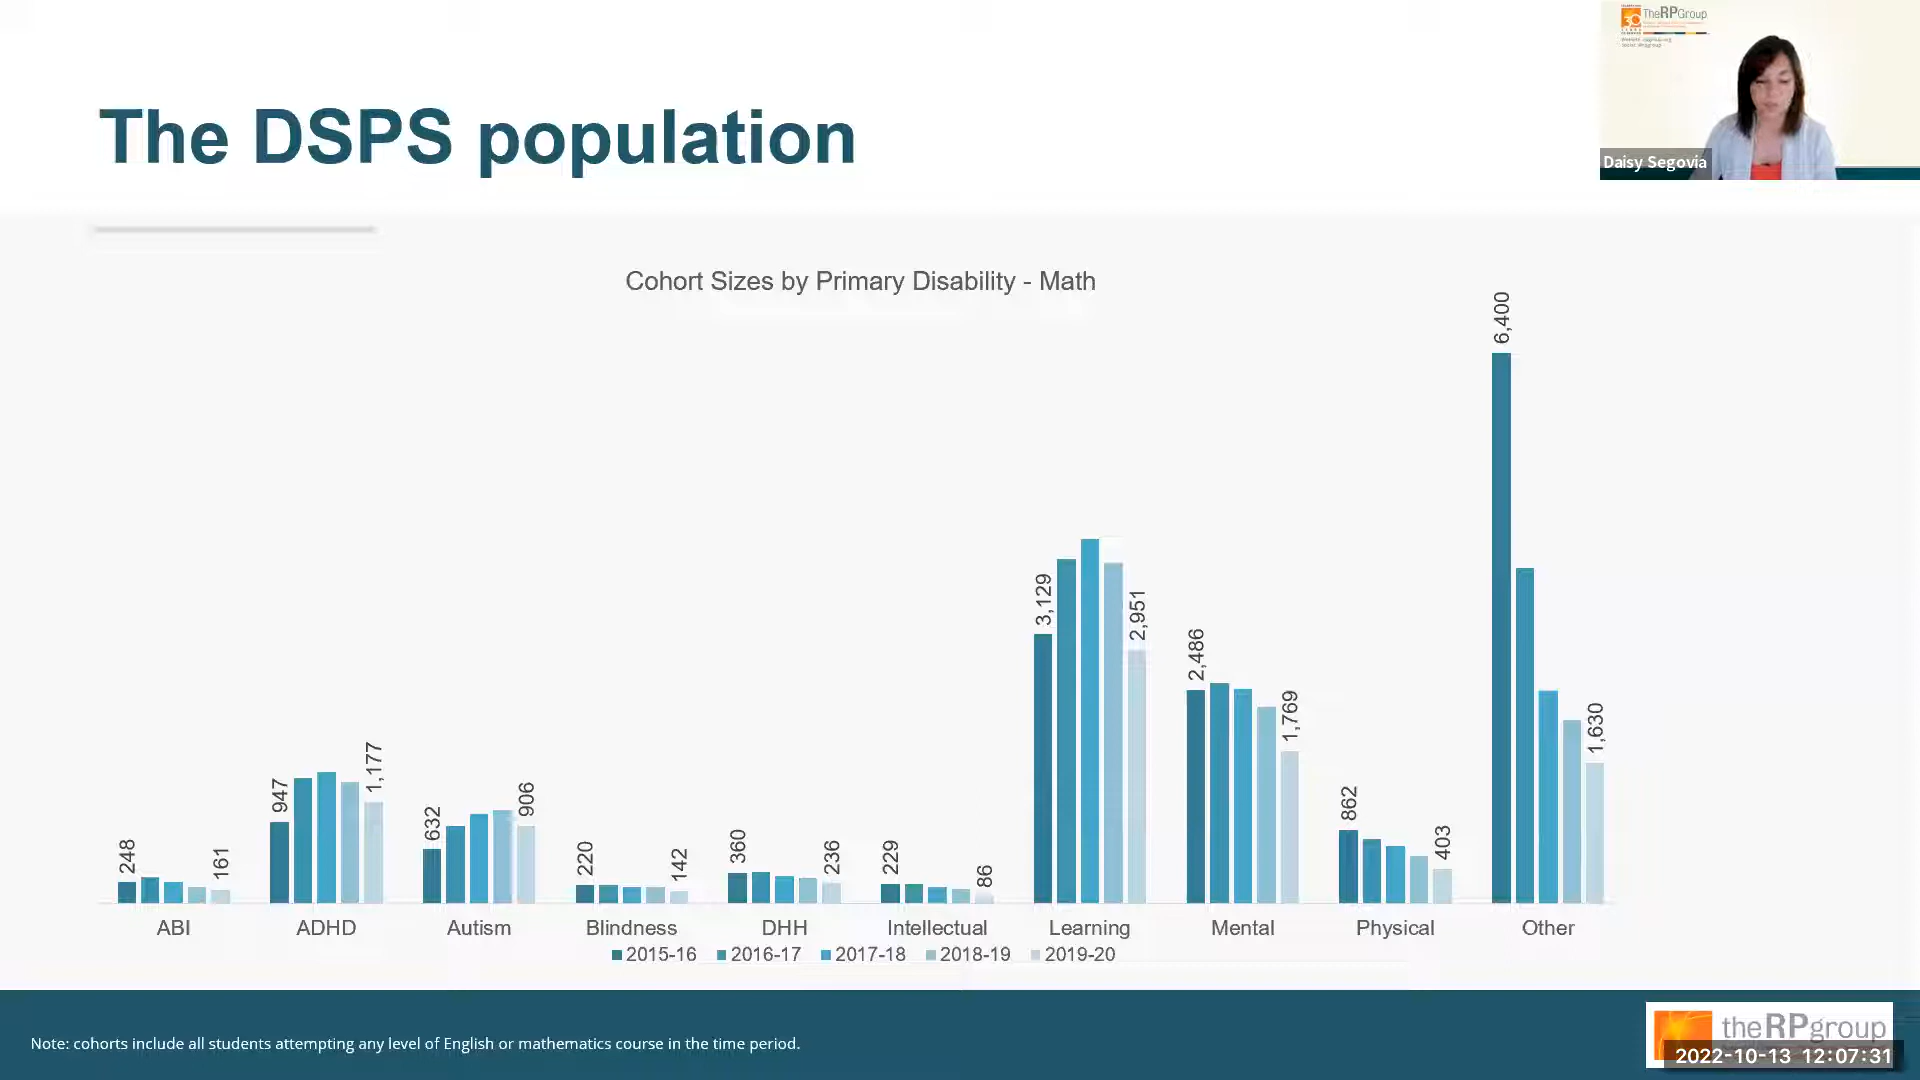 The DSPS population
TheRPGroup
Daisy Segovia
Cohort Sizes by Primary Disability - Math
248
161
947
1,177
632
906
220
142
360
236
229
86
3,129
2,951
2,486
1,769
862
403
6,400
1,630
ABI ADHD Autism Blindness DHH Intellectual Learning Mental Physical Other
2015-16 2016-17 2017-18 2018-19 2019-20
Note: cohorts include all students attempting any level of English or mathematics course in the time period.
theRPgroup
2022-10-13 12:07:31